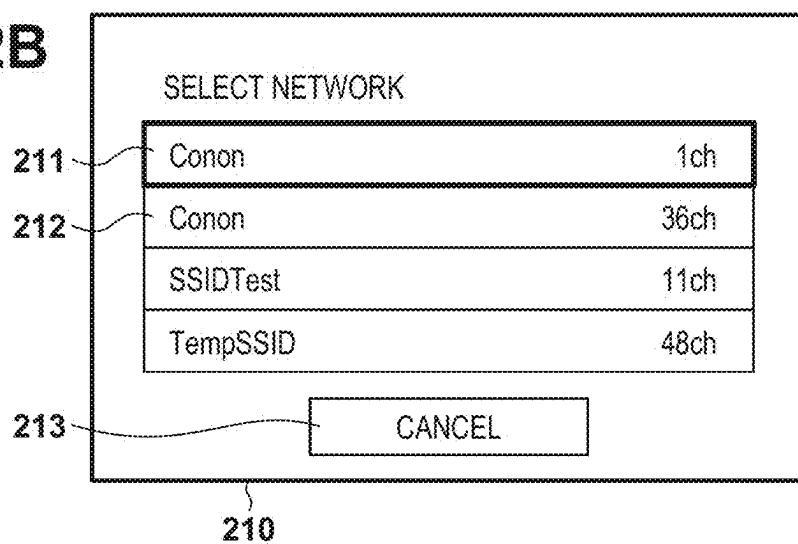 2B
SELECT NETWORK
211 Conon 1ch
212 Conon 36ch
SSIDTest 11ch
TempSSID 48ch
213 CANCEL
210